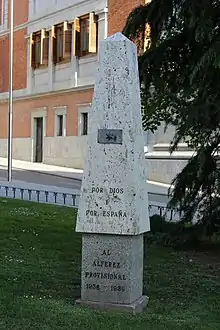 POR DIOS
Y
POR ESPAÑA
AL
ALFEREZ
PROVISIONAL
1936 - 1986